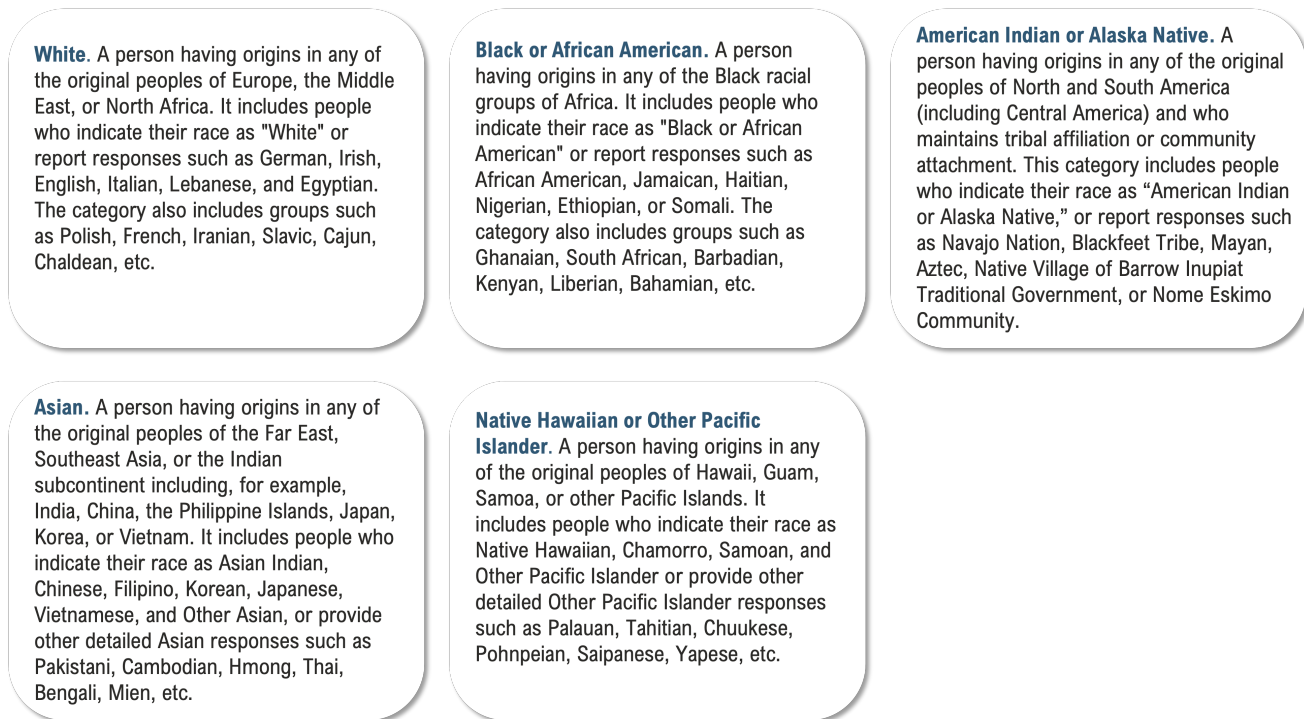 White. A person having origins in any of
the original peoples of Europe, the Middle
East, or North Africa. It includes people
who indicate their race as "White" or
report responses such as German, Irish,
English, Italian, Lebanese, and Egyptian.
The category also includes groups such
as Polish, French, Iranian, Slavic, Cajun,
Chaldean, etc.
Black or African American. A person
having origins in any of the Black racial
groups of Africa. It includes people who
indicate their race as "Black or African
American" or report responses such as
African American, Jamaican, Haitian,
Nigerian, Ethiopian, or Somali. The
category also includes groups such as
Ghanaian, South African, Barbadian,
Kenyan, Liberian, Bahamian, etc.
American Indian or Alaska Native. A
person having origins in any of the original
peoples of North and South America
(including Central America) and who
maintains tribal affiliation or community
attachment. This category includes people
who indicate their race as “American Indian
or Alaska Native,” or report responses such
as Navajo Nation, Blackfeet Tribe, Mayan,
Aztec, Native Village of Barrow Inupiat
Traditional Government, or Nome Eskimo
Community.
Asian. A person having origins in any of
the original peoples of the Far East,
Southeast Asia, or the Indian
subcontinent including, for example,
India, China, the Philippine Islands, Japan,
Korea, or Vietnam. It includes people who
indicate their race as Asian Indian,
Chinese, Filipino, Korean, Japanese,
Vietnamese, and Other Asian, or provide
other detailed Asian responses such as
Pakistani, Cambodian, Hmong, Thai,
Bengali, Mien, etc.
Native Hawaiian or Other Pacific
Islander. A person having origins in any
of the original peoples of Hawaii, Guam,
Samoa, or other Pacific Islands. It
includes people who indicate their race as
Native Hawaiian, Chamorro, Samoan, and
Other Pacific Islander or provide other
detailed Other Pacific Islander responses
such as Palauan, Tahitian, Chuukese,
Pohnpeian, Saipanese, Yapese, etc.